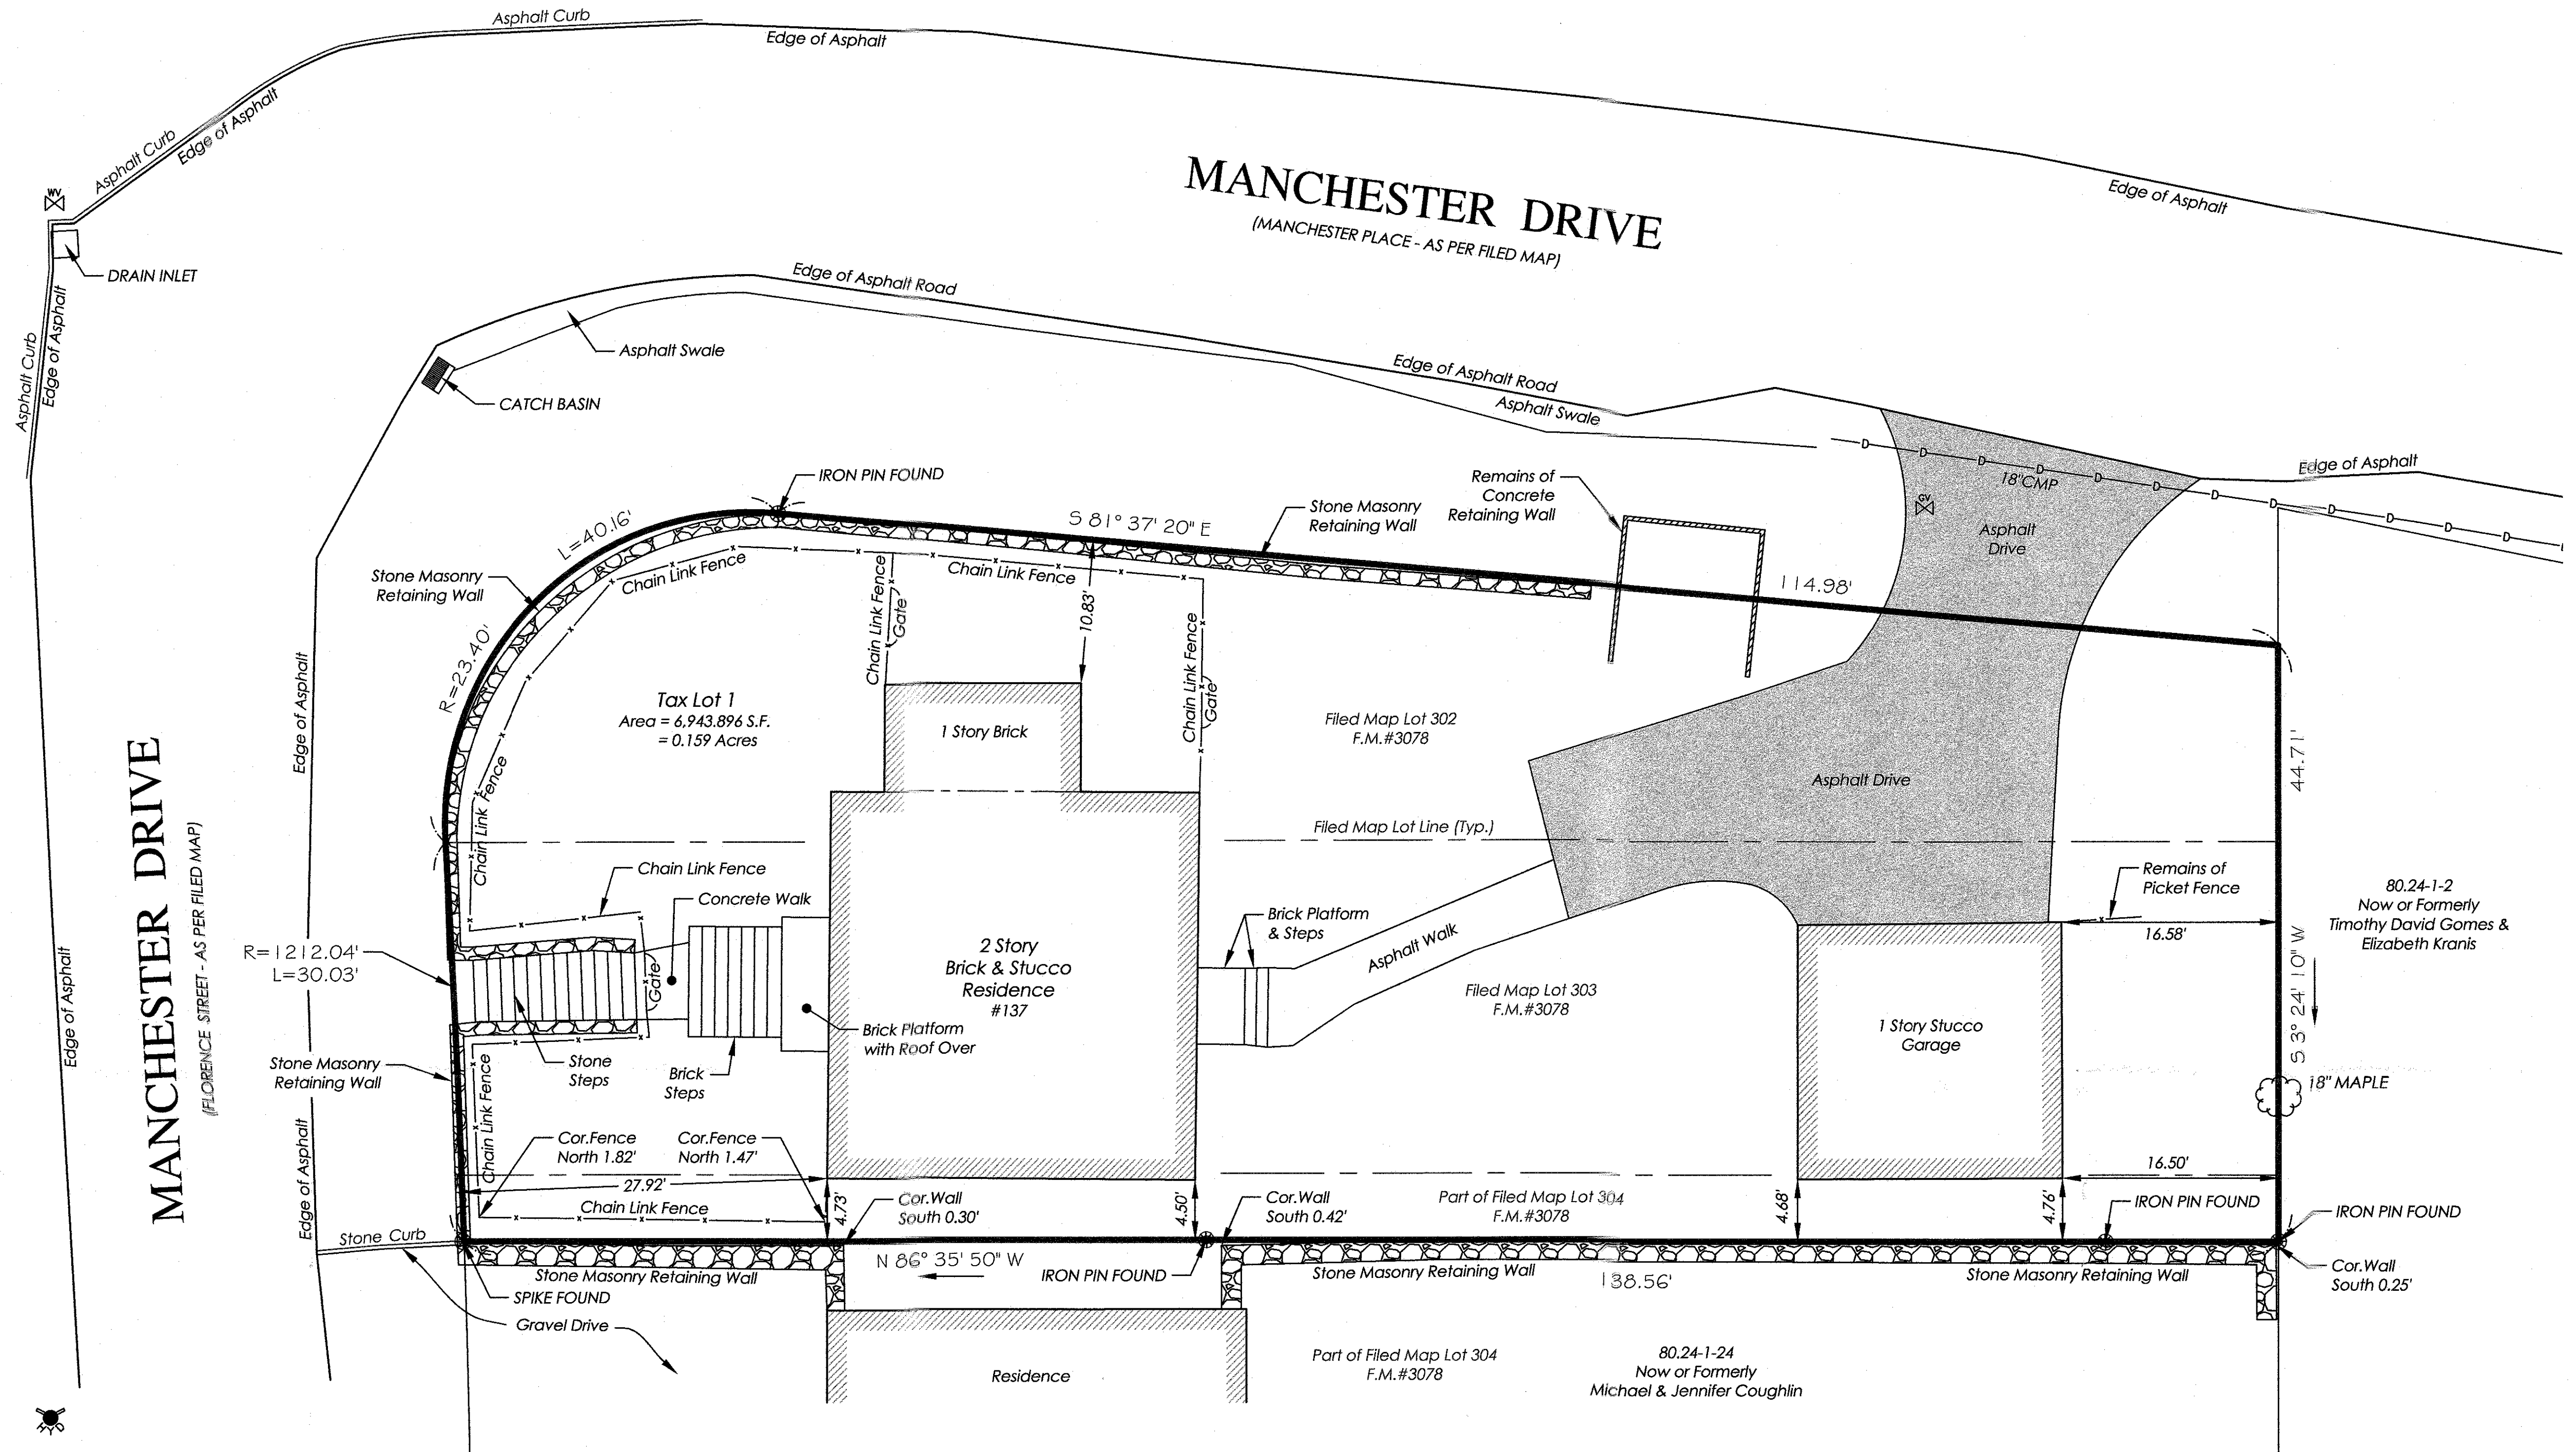 Asphalt Curb
Edge of Asphalt
Asphalt Curb
Edge of Asphalt
Edge of Asphalt
WV
DRAIN INLET
Asphalt Curb
Edge of Asphalt
MANCHESTER DRIVE
(MANCHESTER PLACE - AS PER FILED MAP)
Edge of Asphalt Road
Asphalt Swale
CATCH BASIN
Edge of Asphalt Road
Asphalt Swale
Edge of Asphalt
D D D D D D D D D D D D
18"CMP
GV
Asphalt
Drive
IRON PIN FOUND
L=40.16'
S 81° 37' 20" E
Stone Masonry
Retaining Wall
Remains of
Concrete
Retaining Wall
114.98'
Stone Masonry
Retaining Wall
R=23.40'
Chain Link Fence
Chain Link Fence
Chain Link Fence
Gate
10.83'
Chain Link Fence
Gate
Tax Lot 1
Area = 6,943.896 S.F.
= 0.159 Acres
1 Story Brick
Filed Map Lot 302
F.M.#3078
Asphalt Drive
44.71'
Edge of Asphalt
Chain Link Fence
Filed Map Lot Line (Typ.)
MANCHESTER DRIVE
(FLORENCE STREET - AS PER FILED MAP)
Chain Link Fence
Concrete Walk
R=1212.04'
L=30.03'
Gate
Brick Platform
with Roof Over
2 Story
Brick & Stucco
Residence
#137
Brick Platform
& Steps
Asphalt Walk
Remains of
Picket Fence
16.58'
80.24-1-2
Now or Formerly
Timothy David Gomes &
Elizabeth Kranis
S 3° 24' 10" W
Filed Map Lot 303
F.M.#3078
1 Story Stucco
Garage
18" MAPLE
Edge of Asphalt
Stone Masonry
Retaining Wall
Stone
Steps
Brick
Steps
Chain Link Fence
Cor.Fence
North 1.82'
Cor.Fence
North 1.47'
27.92'
Chain Link Fence
4.73'
Cor.Wall
South 0.30'
4.50'
Cor.Wall
South 0.42'
Part of Filed Map Lot 304
F.M.#3078
4.68'
4.76'
16.50'
IRON PIN FOUND
IRON PIN FOUND
Edge of Asphalt
Stone Curb
N 86° 35' 50" W
IRON PIN FOUND
Stone Masonry Retaining Wall
Stone Masonry Retaining Wall
138.56'
Stone Masonry Retaining Wall
Cor.Wall
South 0.25'
SPIKE FOUND
Gravel Drive
Residence
Part of Filed Map Lot 304
F.M.#3078
80.24-1-24
Now or Formerly
Michael & Jennifer Coughlin
HYD